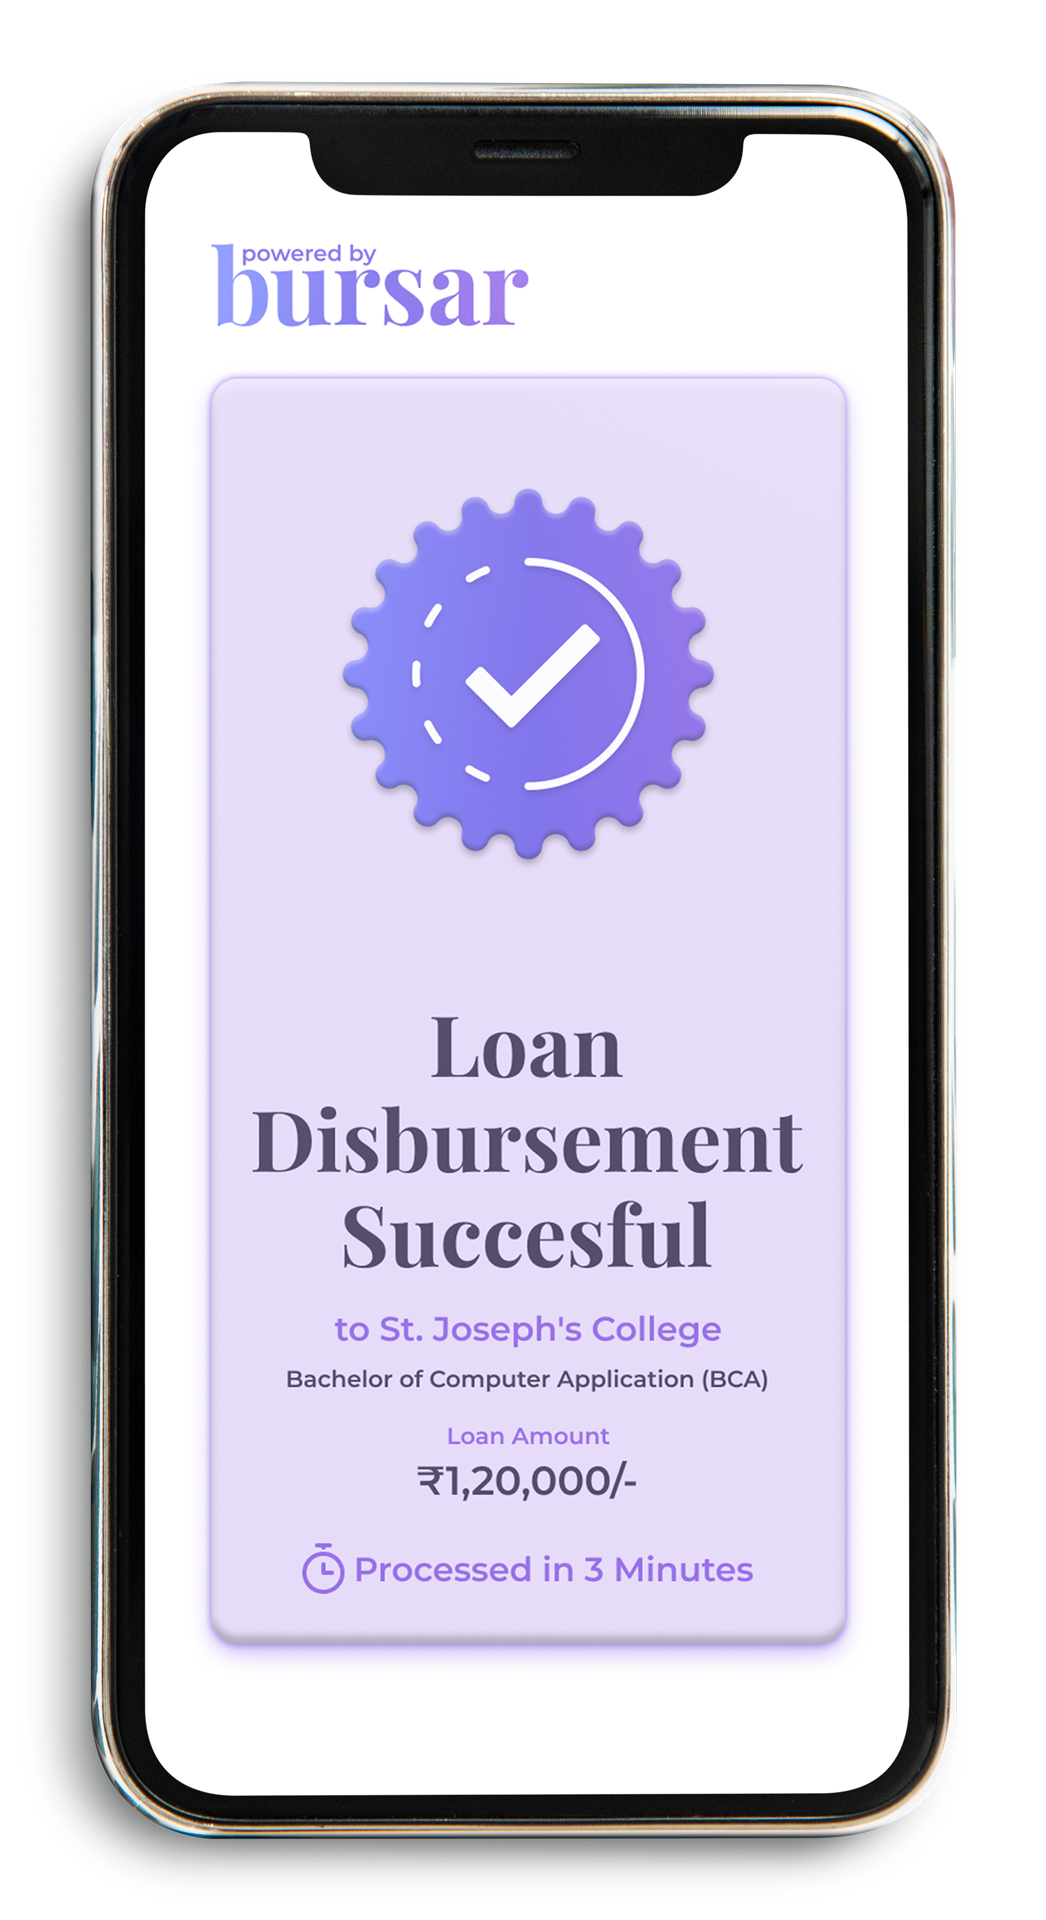 powered by
bursar
Loan
Disbursement
Succesful
to St. Joseph's College
Bachelor of Computer Application (BCA)
Loan Amount
₹1,20,000/-
Processed in 3 Minutes